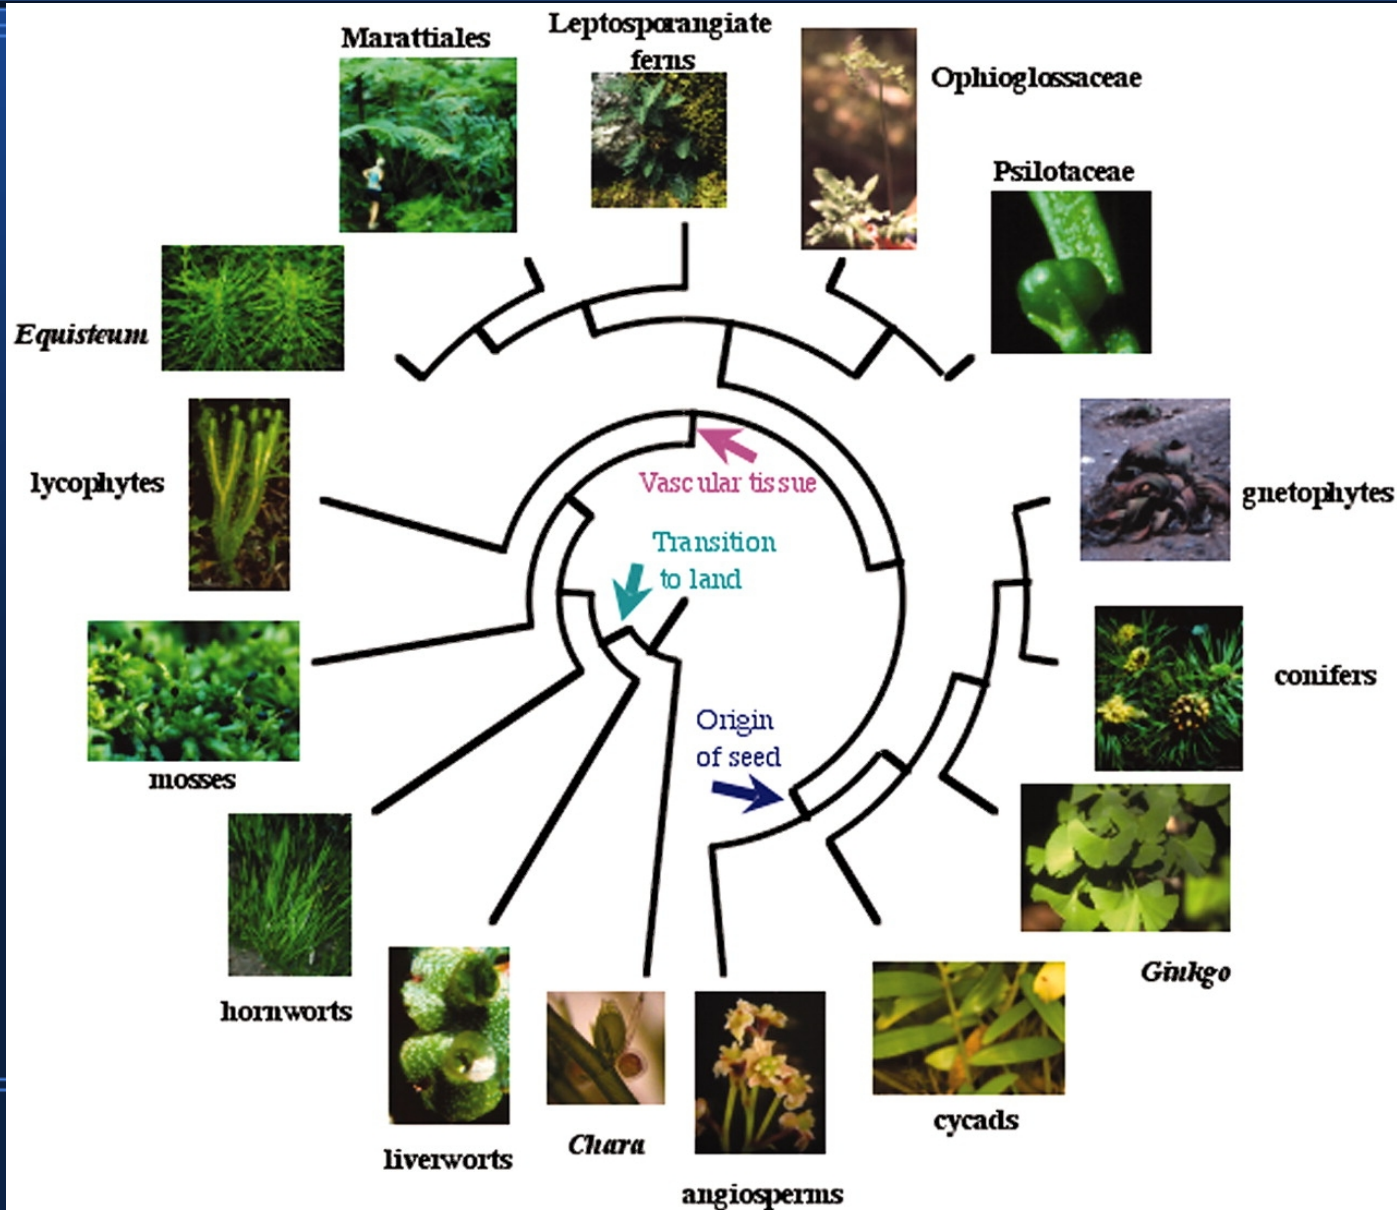 Leptosporangiate
ferns
Marattiales
Ophioglossaceae
Psilotaceae
Equisteum
lycophytes
gnetophytes
Vascular tissue
Transition
to land
conifers
Origin
of seed
mosses
Ginkgo
hornworts
cycads
Chara
liverworts
angiosperms